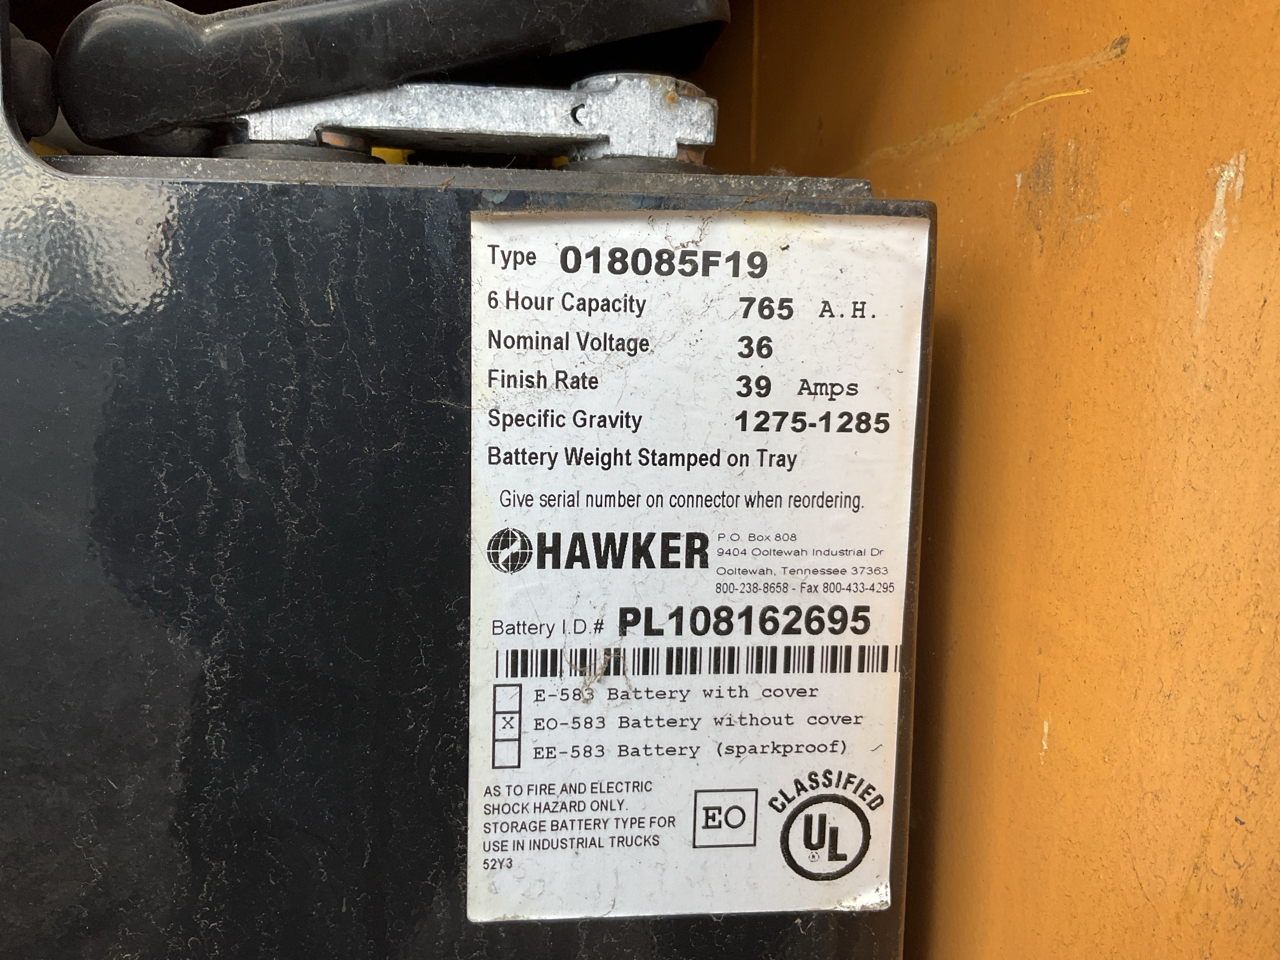 Type 018085F19
6 Hour Capacity 765 A.H.
Nominal Voltage 36
Finish Rate 39 Amps
Specific Gravity 1275-1285
Battery Weight Stamped on Tray
Give serial number on connector when reordering.
HAWKER
P.O. Box 808
9404 Ooltewah Industrial Dr
Ooltewah, Tennessee 37363
800-238-8658 - Fax 800-433-4295
Battery I.D.# PL108162695
E-583 Battery with cover
X EO-583 Battery without cover
EE-583 Battery (sparkproof)
AS TO FIRE AND ELECTRIC
SHOCK HAZARD ONLY.
STORAGE BATTERY TYPE FOR
USE IN INDUSTRIAL TRUCKS
52Y3
EO
CLASSIFIED
UL